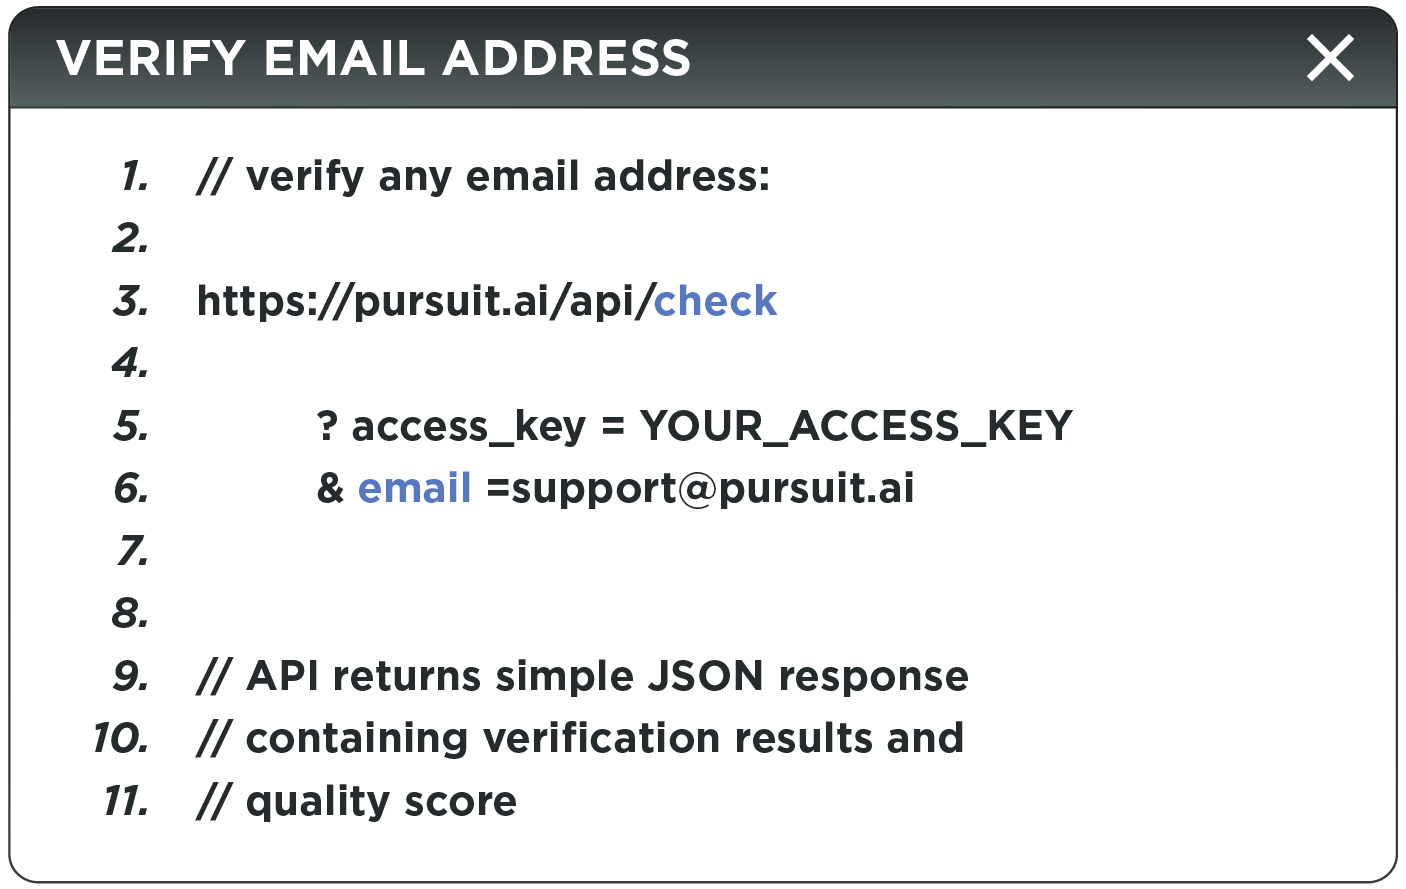 VERIFY EMAIL ADDRESS
1. // verify any email address:
2.
3. https://pursuit.ai/api/check
4.
5. ? access_key = YOUR_ACCESS_KEY
6. & email =support@pursuit.ai
7.
8.
9. // API returns simple JSON response
10. // containing verification results and
11. // quality score